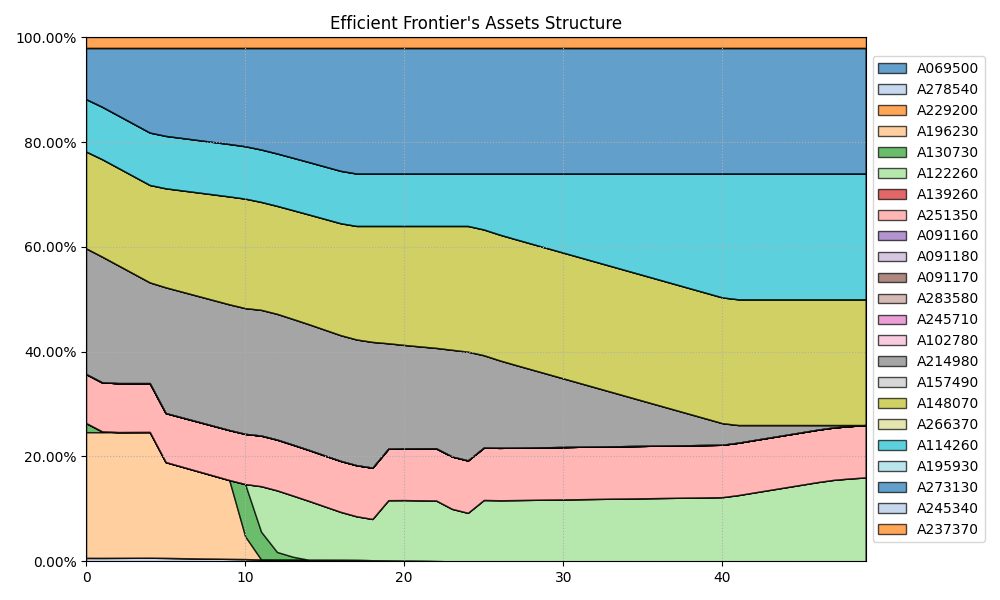 Efficient Frontier's Assets Structure
100.00%
80.00%
60.00%
40.00%
20.00%
0.00%
0
10
20
30
40
A069500
A278540
A229200
A196230
A130730
A122260
A139260
A251350
A091160
A091180
A091170
A283580
A245710
A102780
A214980
A157490
A148070
A266370
A114260
A195930
A273130
A245340
A237370